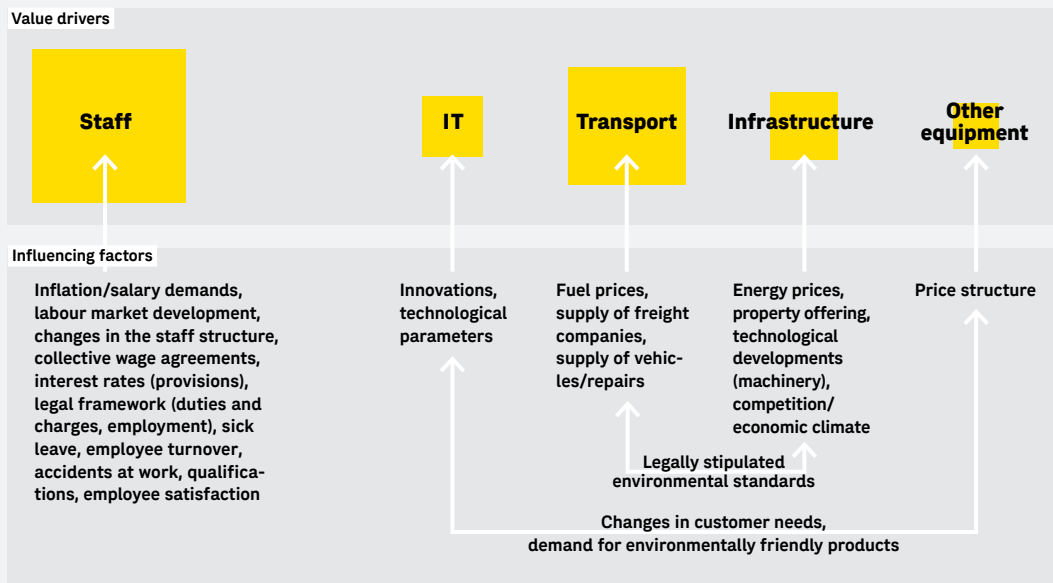 Value drivers
Staff
IT
Transport
Infrastructure
Other
equipment
Influencing factors
Inflation/salary demands,
labour market development,
changes in the staff structure,
collective wage agreements,
interest rates (provisions),
legal framework (duties and
charges, employment), sick
leave, employee turnover,
accidents at work, qualifica-
tions, employee satisfaction
Innovations,
technological
parameters
Fuel prices,
supply of freight
companies,
supply of vehic-
les/repairs
Energy prices,
property offering,
technological
developments
(machinery),
competition/
economic climate
Price structure
Legally stipulated
environmental standards
Changes in customer needs,
demand for environmentally friendly products